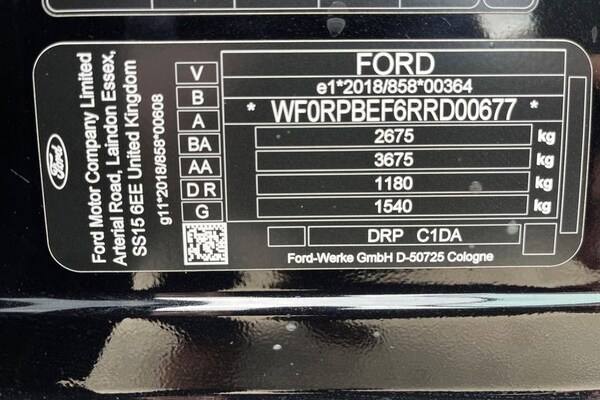 Ford
Ford Motor Company Limited
Arterial Road, Laindon Essex,
SS15 6EE United Kingdom
g11*2018/858*00608
V
B
A
BA
AA
D R
G
FORD
e1*2018/858*00364
* WF0RPBEF6RRD00677 *
2675 kg
3675 kg
1180 kg
1540 kg
DRP C1DA
Ford-Werke GmbH D-50725 Cologne